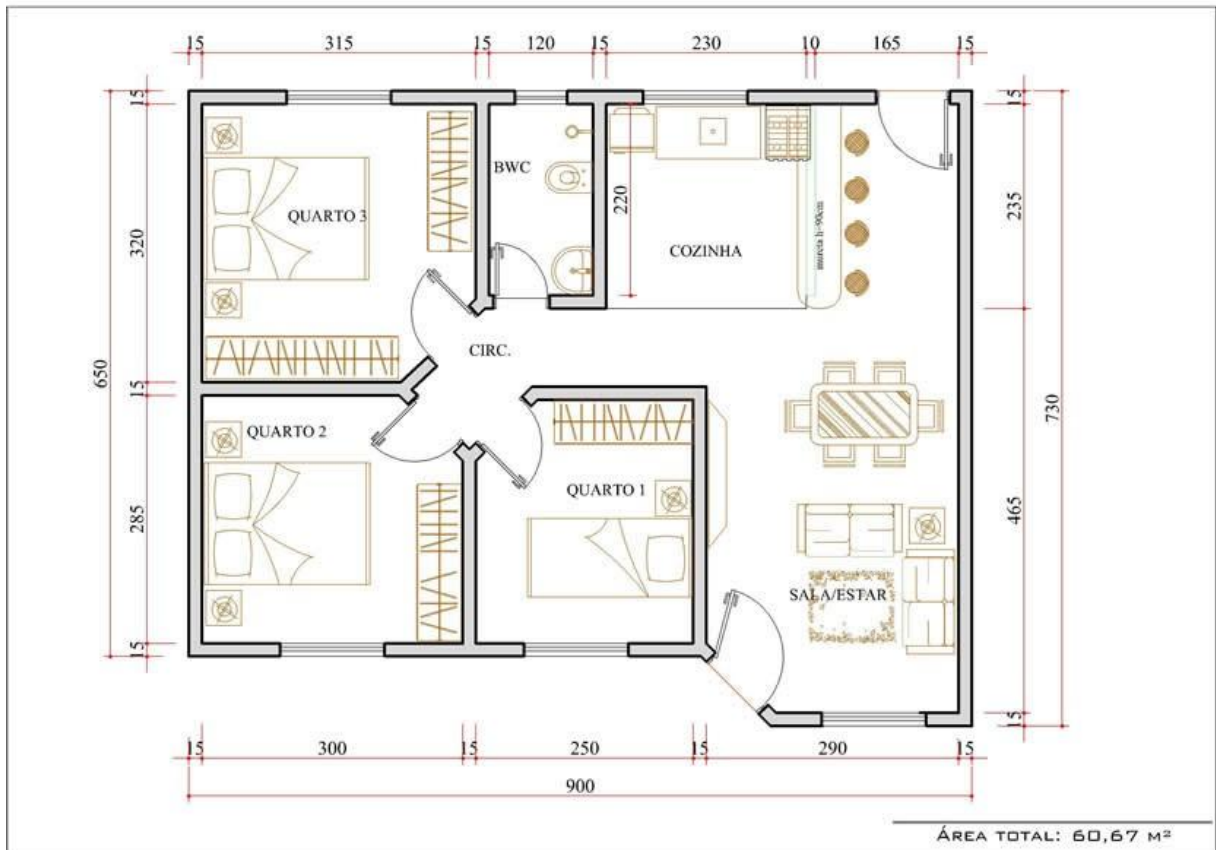 15 315 15 120 15 230 10 165 15
15
320
15
285
15
650
BWC
220
QUARTO 3
COZINHA
mureta h=90cm
CIRC.
QUARTO 2
QUARTO 1
SALA/ESTAR
15
235
465
15
730
15 300 15 250 15 290 15
900
ÁREA TOTAL: 60,67 M²